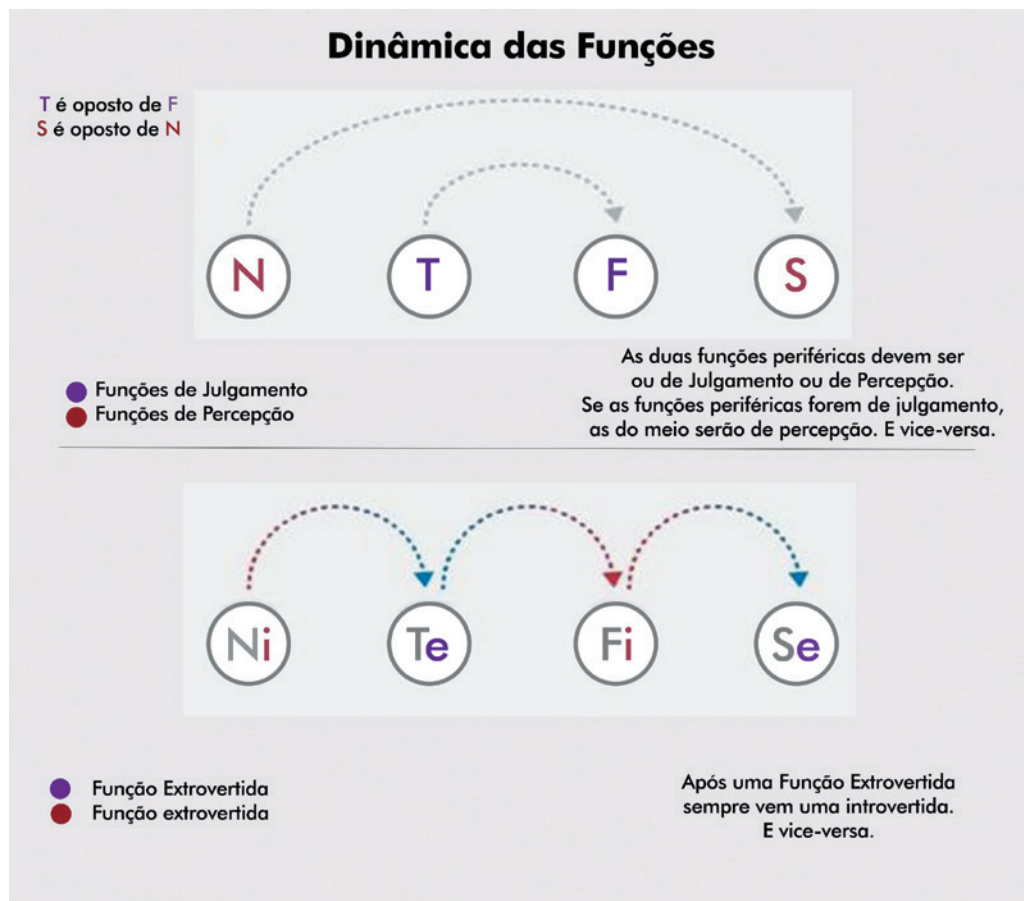 Dinâmica das Funções
T é oposto de F
S é oposto de N
N
T
F
S
Funções de Julgamento
Funções de Percepção
As duas funções periféricas devem ser
ou de Julgamento ou de Percepção.
Se as funções periféricas forem de julgamento,
as do meio serão de percepção. E vice-versa.
Ni
Te
Fi
Se
Função Extrovertida
Função extrovertida
Após uma Função Extrovertida
sempre vem uma introvertida.
E vice-versa.